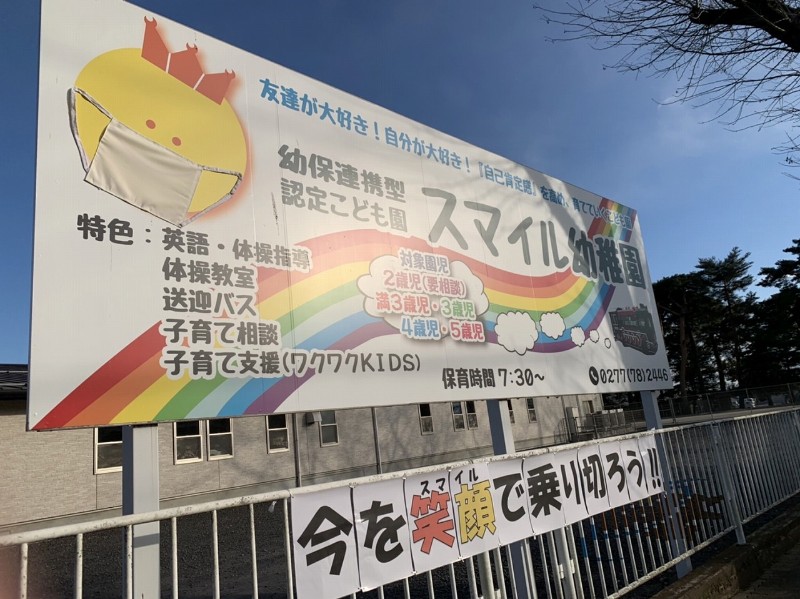 友達が大好き！自分が大好き！『自己肯定感』を高め、育てて
幼保連携型
認定こども園
スマイル幼稚園
特色：英語・体操指導
体操教室
送迎バス
子育て相談
子育て支援(ワクワクKIDS)
対象園児
2歳児(要相談)
満3歳児・3歳児
4歳児・5歳児
保育時間 7:30～
0277(78)2446
スマイル
今を笑顔で乗り切ろう!!